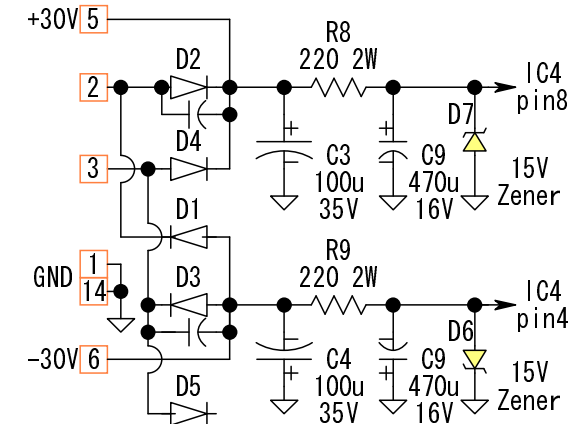 +30V 5
R8
220 2W
D2
2
IC4
pin8
D7
D4
3
C3
100u
35V
C9
470u
16V
15V
Zener
D1
1
GND
14
R9
220 2W
D3
IC4
pin4
D6
-30V 6
C4
100u
35V
C9
470u
16V
15V
Zener
D5